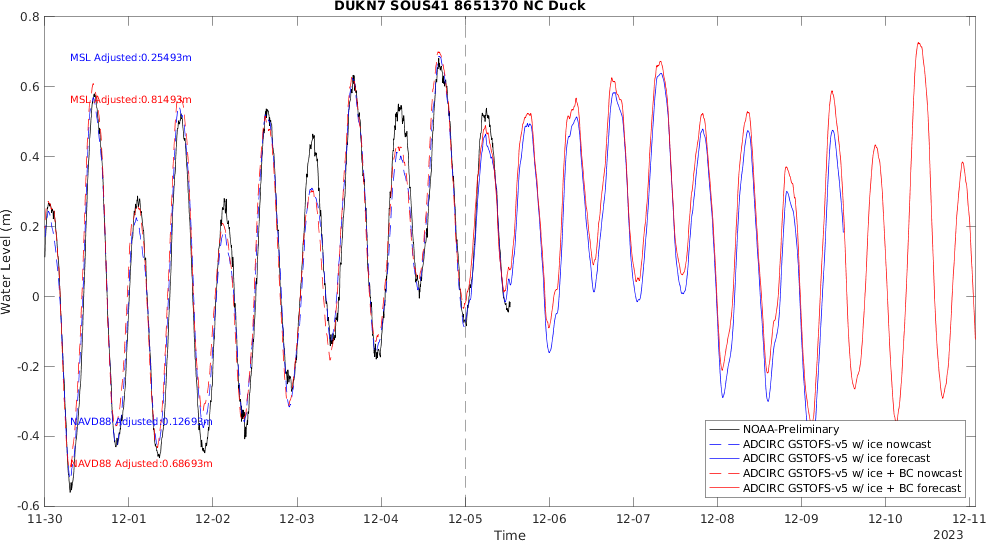 DUKN7 SOUS41 8651370 NC Duck
0.8
MSL Adjusted:0.25493m
0.6
MSL Adjusted:0.81493m
0.4
0.2
0
-0.2
-0.4
-0.6
Water Level (m)
NAVD88 Adjusted:0.12693m
NAVD88 Adjusted:0.68693m
NOAA-Preliminary
ADCIRC GSTOFS-v5 w/ ice nowcast
ADCIRC GSTOFS-v5 w/ ice forecast
ADCIRC GSTOFS-v5 w/ ice + BC nowcast
ADCIRC GSTOFS-v5 w/ ice + BC forecast
11-30 12-01 12-02 12-03 12-04 12-05 12-06 12-07 12-08 12-09 12-10 12-11
Time
2023